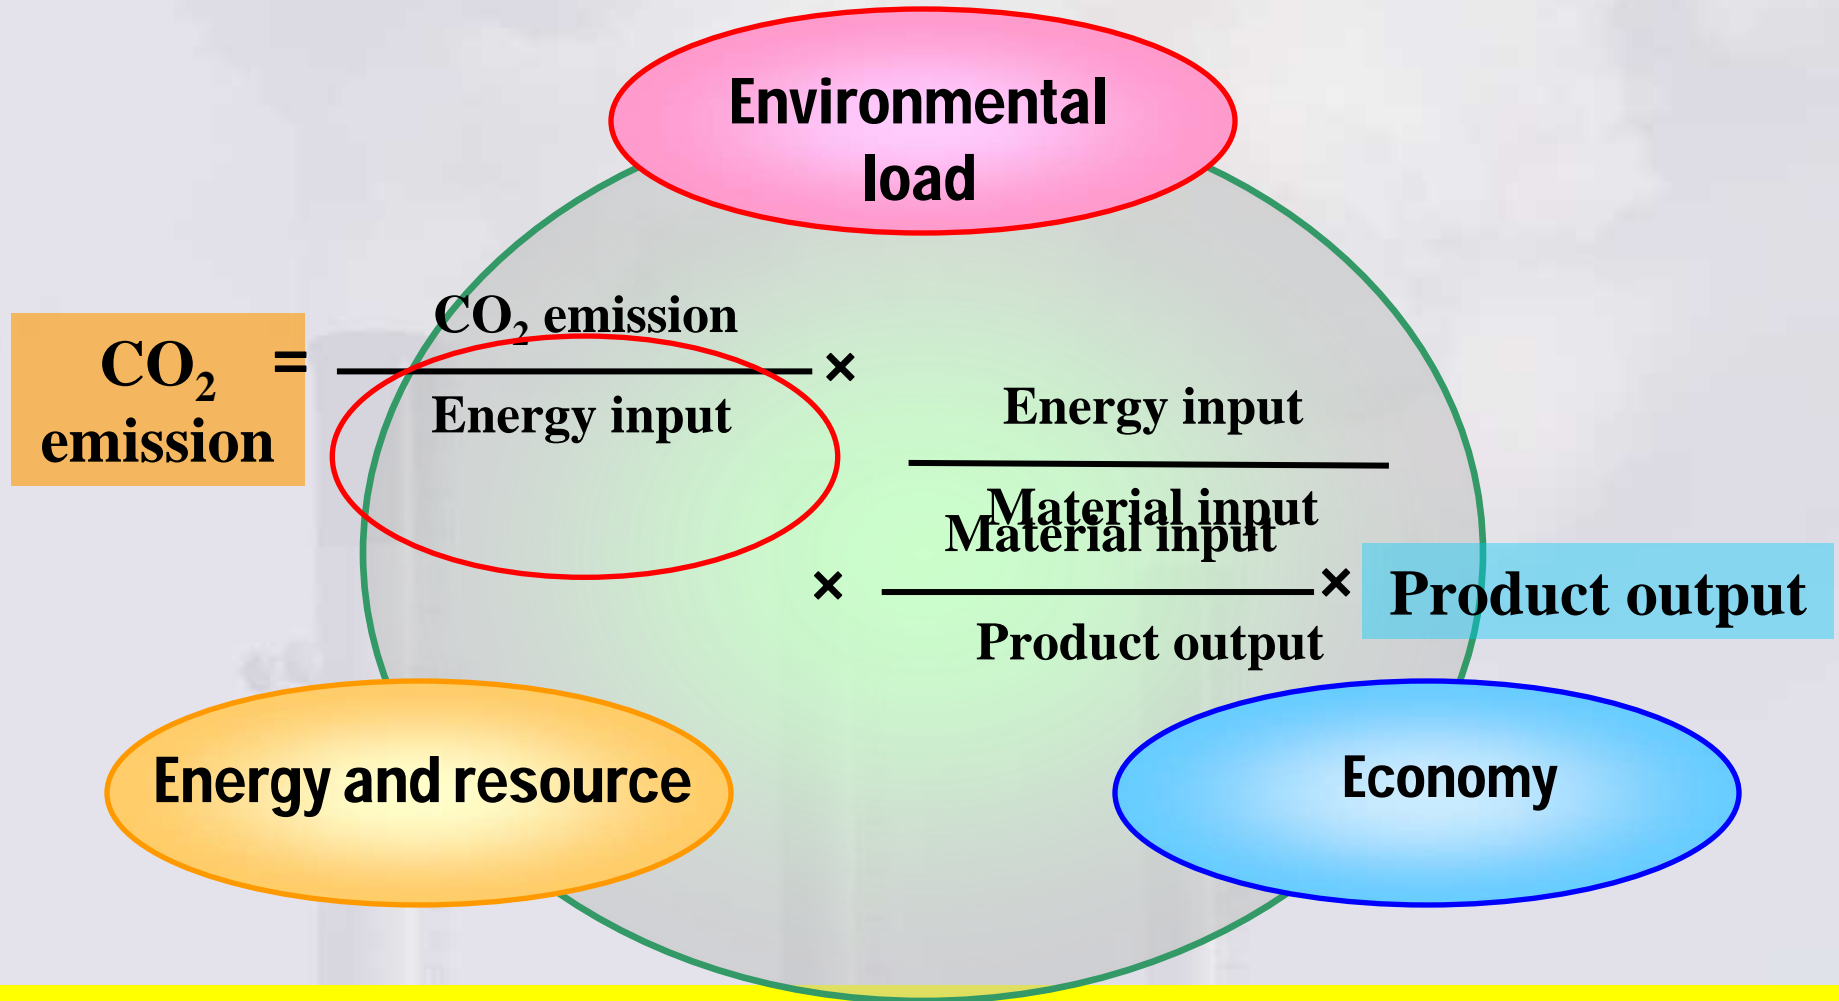 Environmental
load
CO₂
emission
=
CO₂ emission
Energy input
×
Energy input
Material input
×
Material input
Product output
×
Product output
Energy and resource
Economy